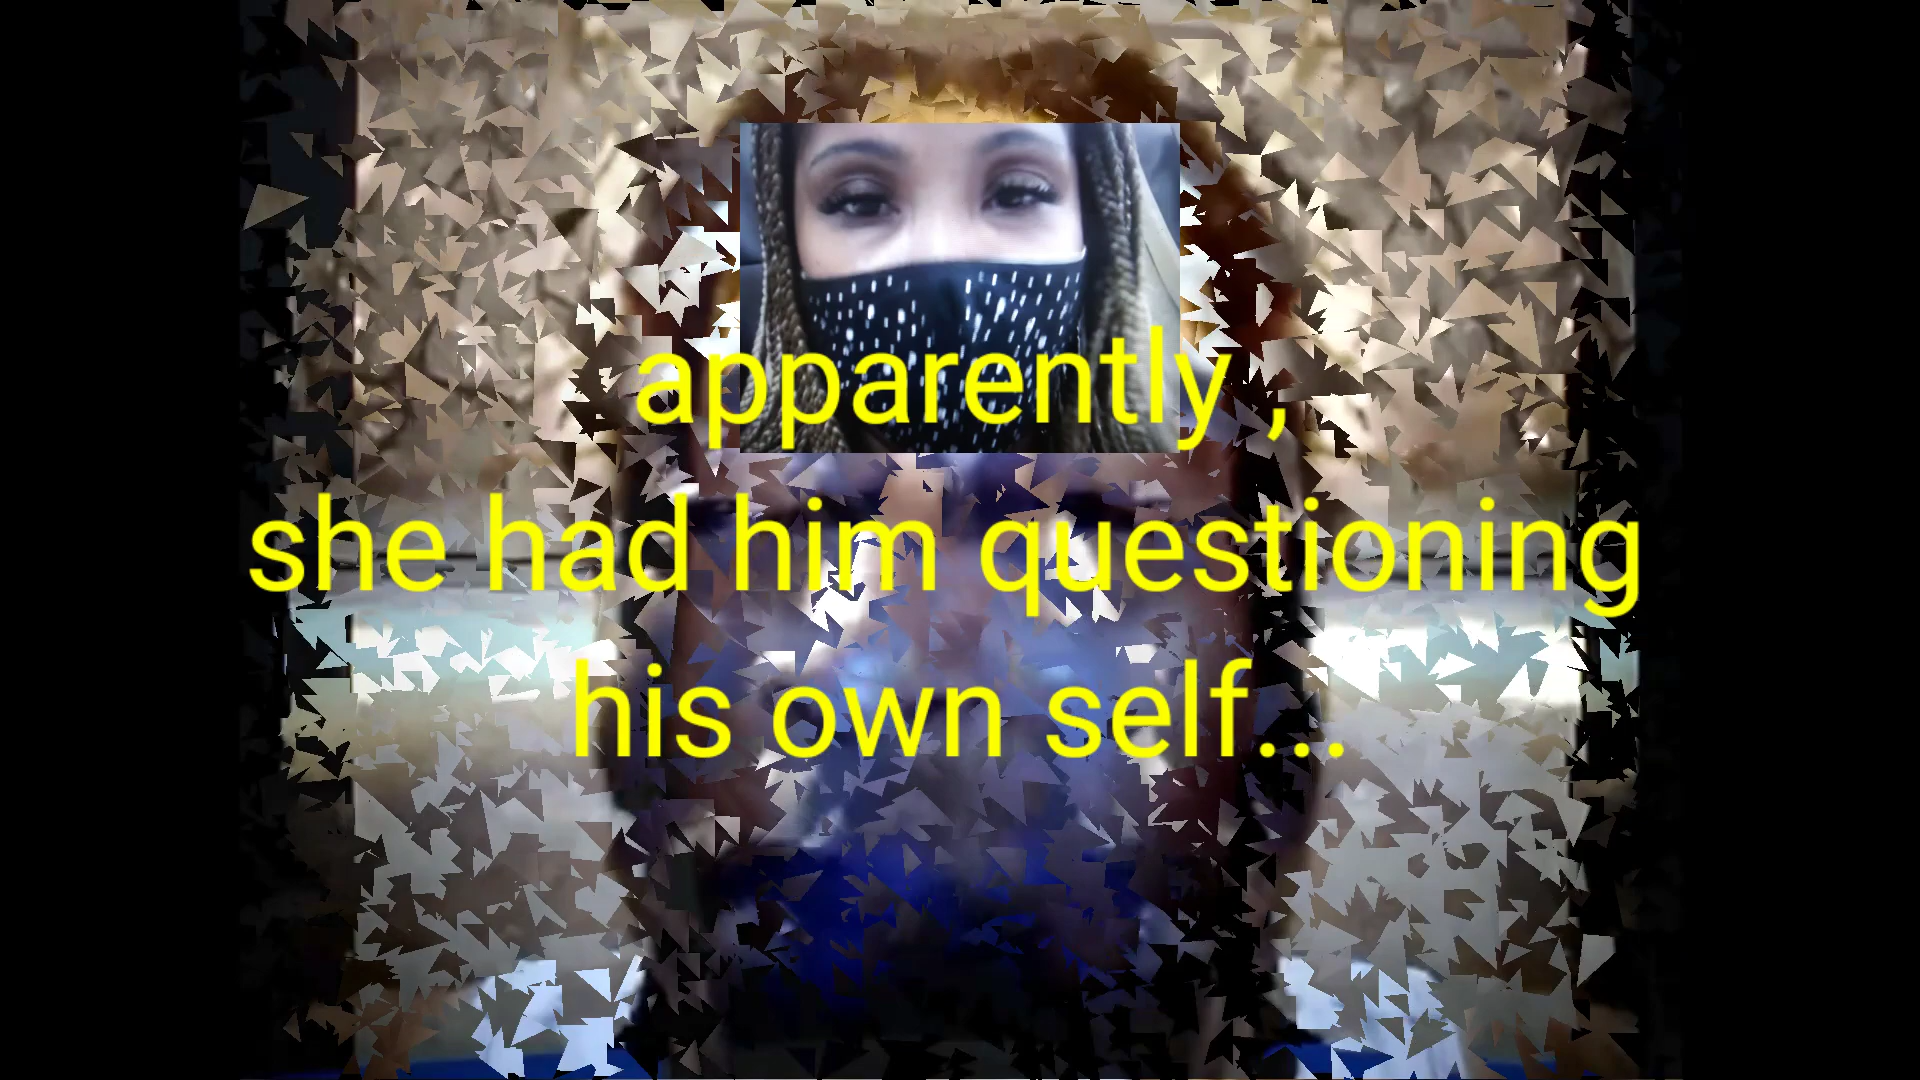 apparently ,
she had him questioning
his own self...